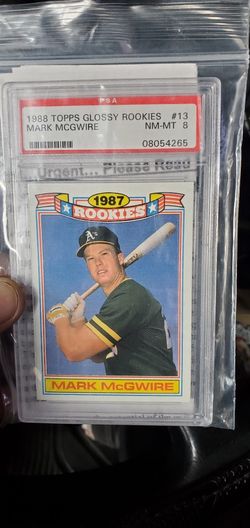 PSA
1988 TOPPS GLOSSY ROOKIES #13
MARK MCGWIRE NM-MT 8
08054265
Urgent... Please Read
1987
ROOKIES
A's
MARK McGWIRE